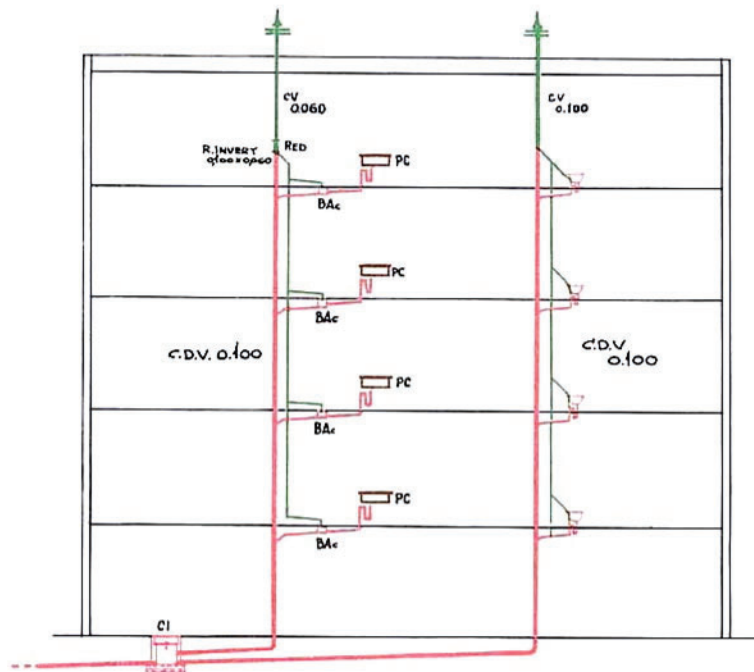 CV
0.060
CV
0.100
R.INVERT
0,100x0,060
RED
PC
BAc
PC
BAc
C.D.V. 0.100
C.D.V
0.100
PC
BAc
PC
BAc
CI